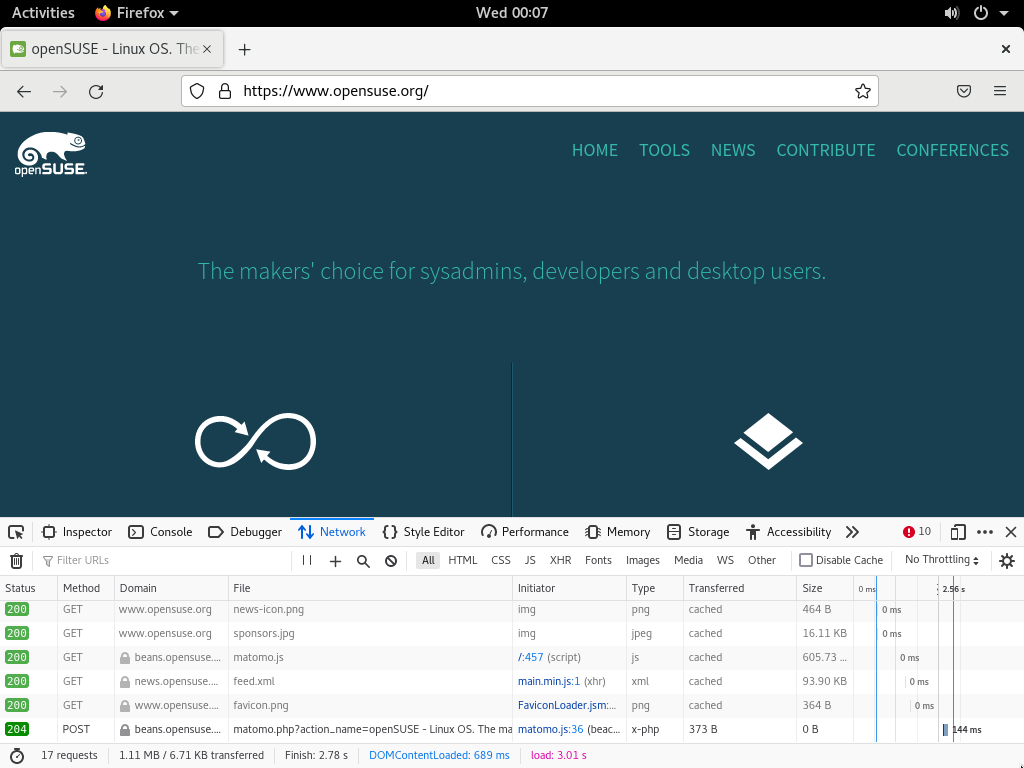 Activities Firefox Wed 00:07
openSUSE - Linux OS. The
https://www.opensuse.org/
openSUSE. HOME TOOLS NEWS CONTRIBUTE CONFERENCES
The makers' choice for sysadmins, developers and desktop users.
Inspector Console Debugger Network Style Editor Performance Memory Storage Accessibility 10
Filter URLs All HTML CSS JS XHR Fonts Images Media WS Other Disable Cache No Throttling
Status Method Domain File Initiator Type Transferred Size 0 ms 2.56 s
200 GET www.opensuse.org news-icon.png img png cached 464 B 0 ms
200 GET www.opensuse.org sponsors.jpg img jpeg cached 16.11 KB 0 ms
200 GET beans.opensuse.… matomo.js /:457 (script) js cached 605.73 … 0 ms
200 GET news.opensuse.… feed.xml main.min.js:1 (xhr) xml cached 93.90 KB 0 ms
200 GET www.opensuse.… favicon.png FaviconLoader.jsm:… png cached 364 B 0 ms
204 POST beans.opensuse.… matomo.php?action_name=openSUSE - Linux OS. The ma matomo.js:36 (beac… x-php 373 B 0 B 144 ms
17 requests 1.11 MB / 6.71 KB transferred Finish: 2.78 s DOMContentLoaded: 689 ms load: 3.01 s